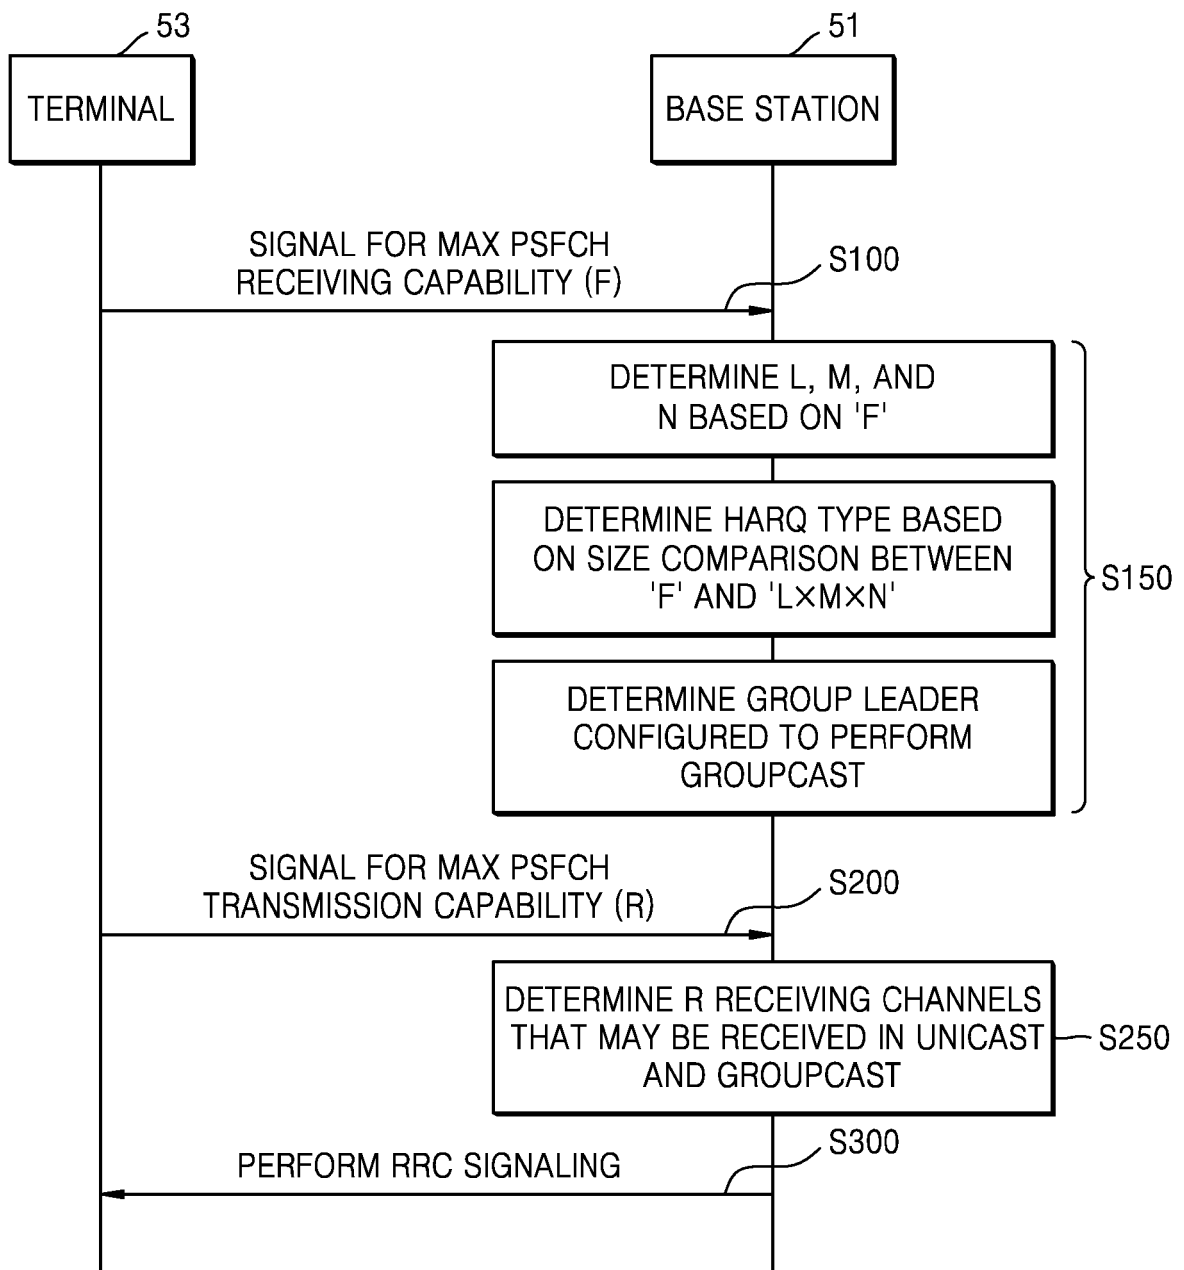 53
51
TERMINAL
BASE STATION
SIGNAL FOR MAX PSFCH
RECEIVING CAPABILITY (F)
S100
DETERMINE L, M, AND
N BASED ON 'F'
DETERMINE HARQ TYPE BASED
ON SIZE COMPARISON BETWEEN
'F' AND 'L×M×N'
S150
DETERMINE GROUP LEADER
CONFIGURED TO PERFORM
GROUPCAST
SIGNAL FOR MAX PSFCH
TRANSMISSION CAPABILITY (R)
S200
DETERMINE R RECEIVING CHANNELS
THAT MAY BE RECEIVED IN UNICAST
AND GROUPCAST
S250
PERFORM RRC SIGNALING
S300